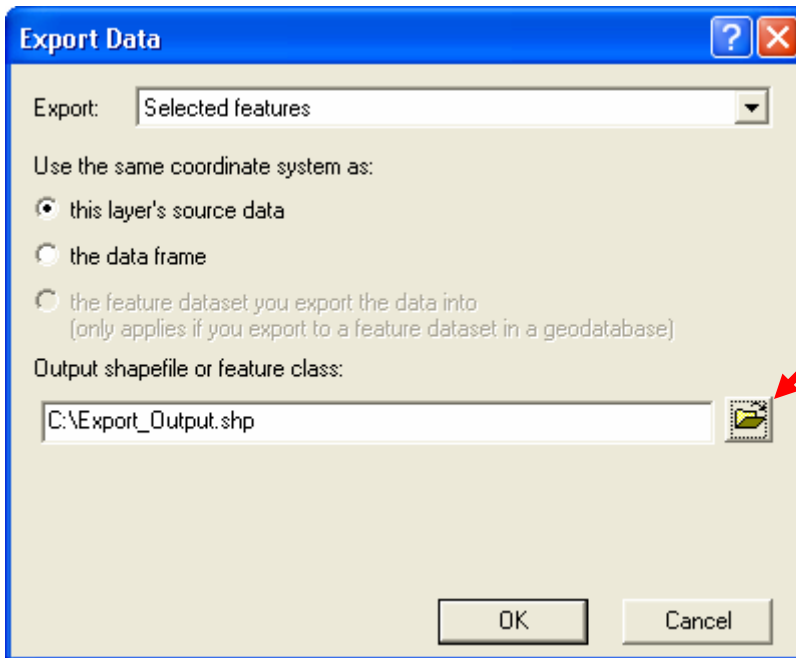 Export Data
Export: Selected features
Use the same coordinate system as:
this layer's source data
the data frame
the feature dataset you export the data into
(only applies if you export to a feature dataset in a geodatabase)
Output shapefile or feature class:
C:\Export_Output.shp
OK Cancel